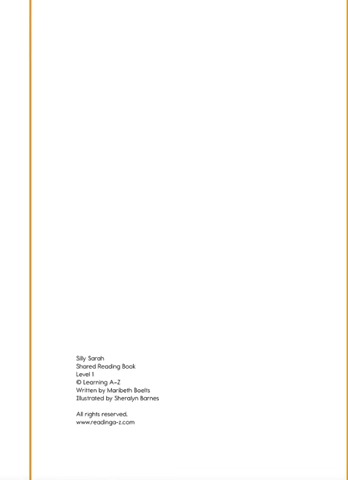 Silly Sarah
Shared Reading Book
Level 1
© Learning A–Z
Written by Maribeth Boelts
Illustrated by Sheralyn Barnes
All rights reserved.
www.readinga-z.com